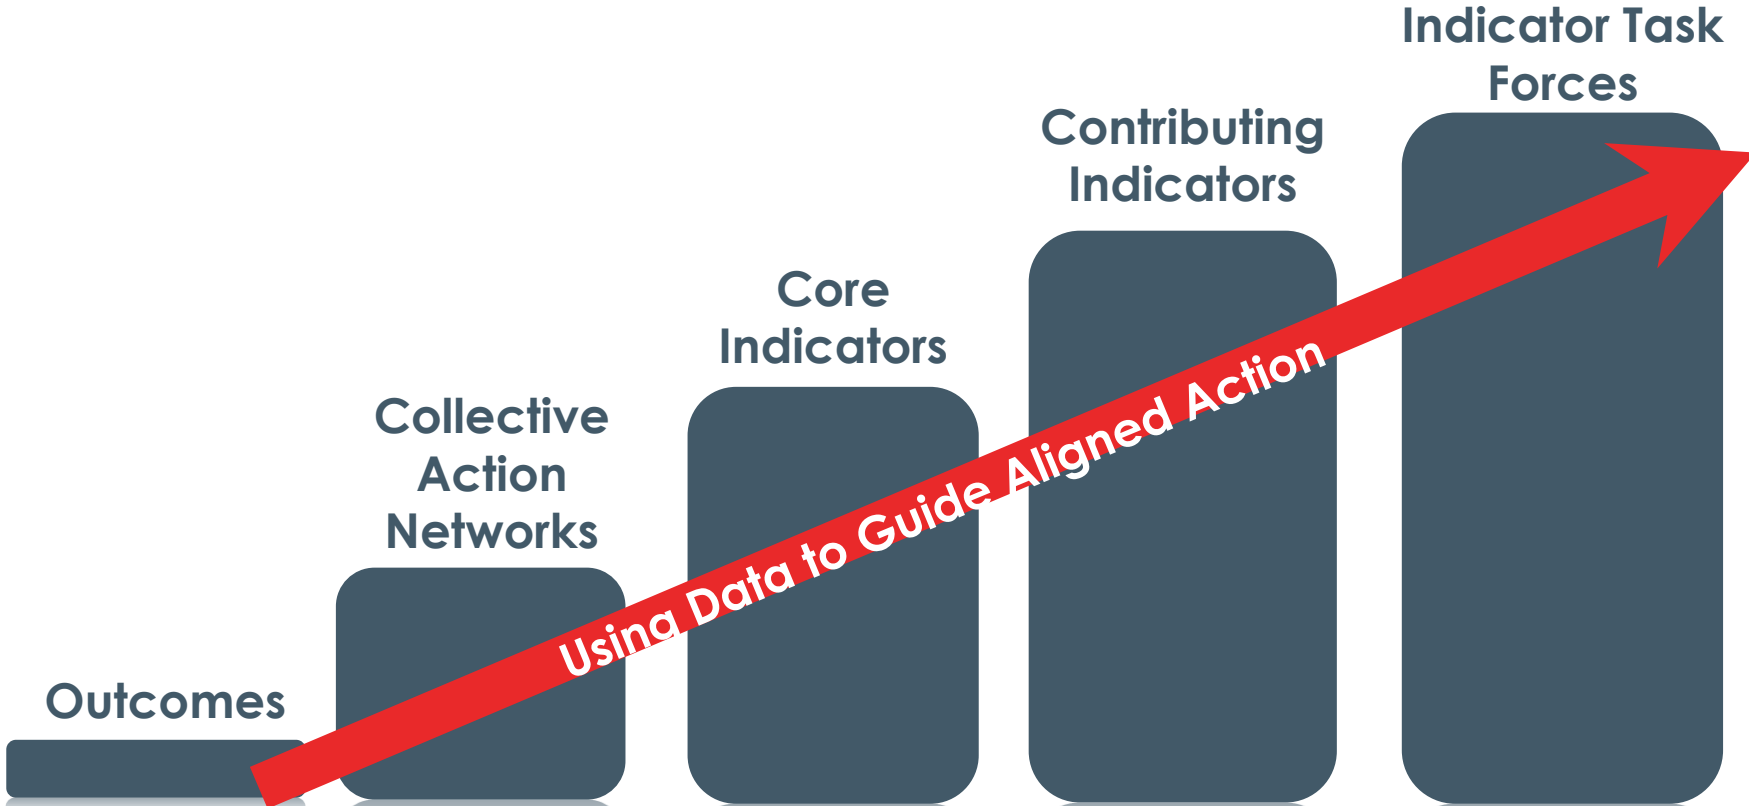 Outcomes
Collective
Action
Networks
Core
Indicators
Contributing
Indicators
Indicator Task
Forces
Using Data to Guide Aligned Action